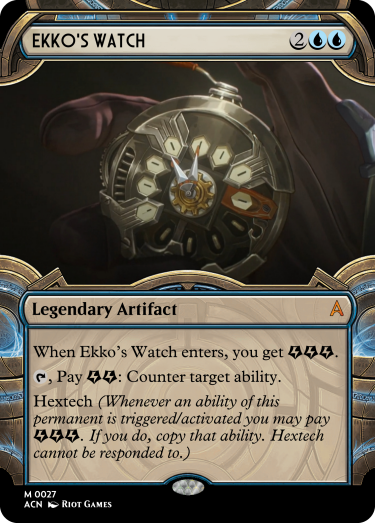 EKKO'S WATCH 2
Legendary Artifact
When Ekko's Watch enters, you get .
, Pay : Counter target ability.
Hextech (Whenever an ability of this
permanent is triggered/activated you may pay
. If you do, copy that ability. Hextech
cannot be responded to.)
M 0027
ACN Riot Games